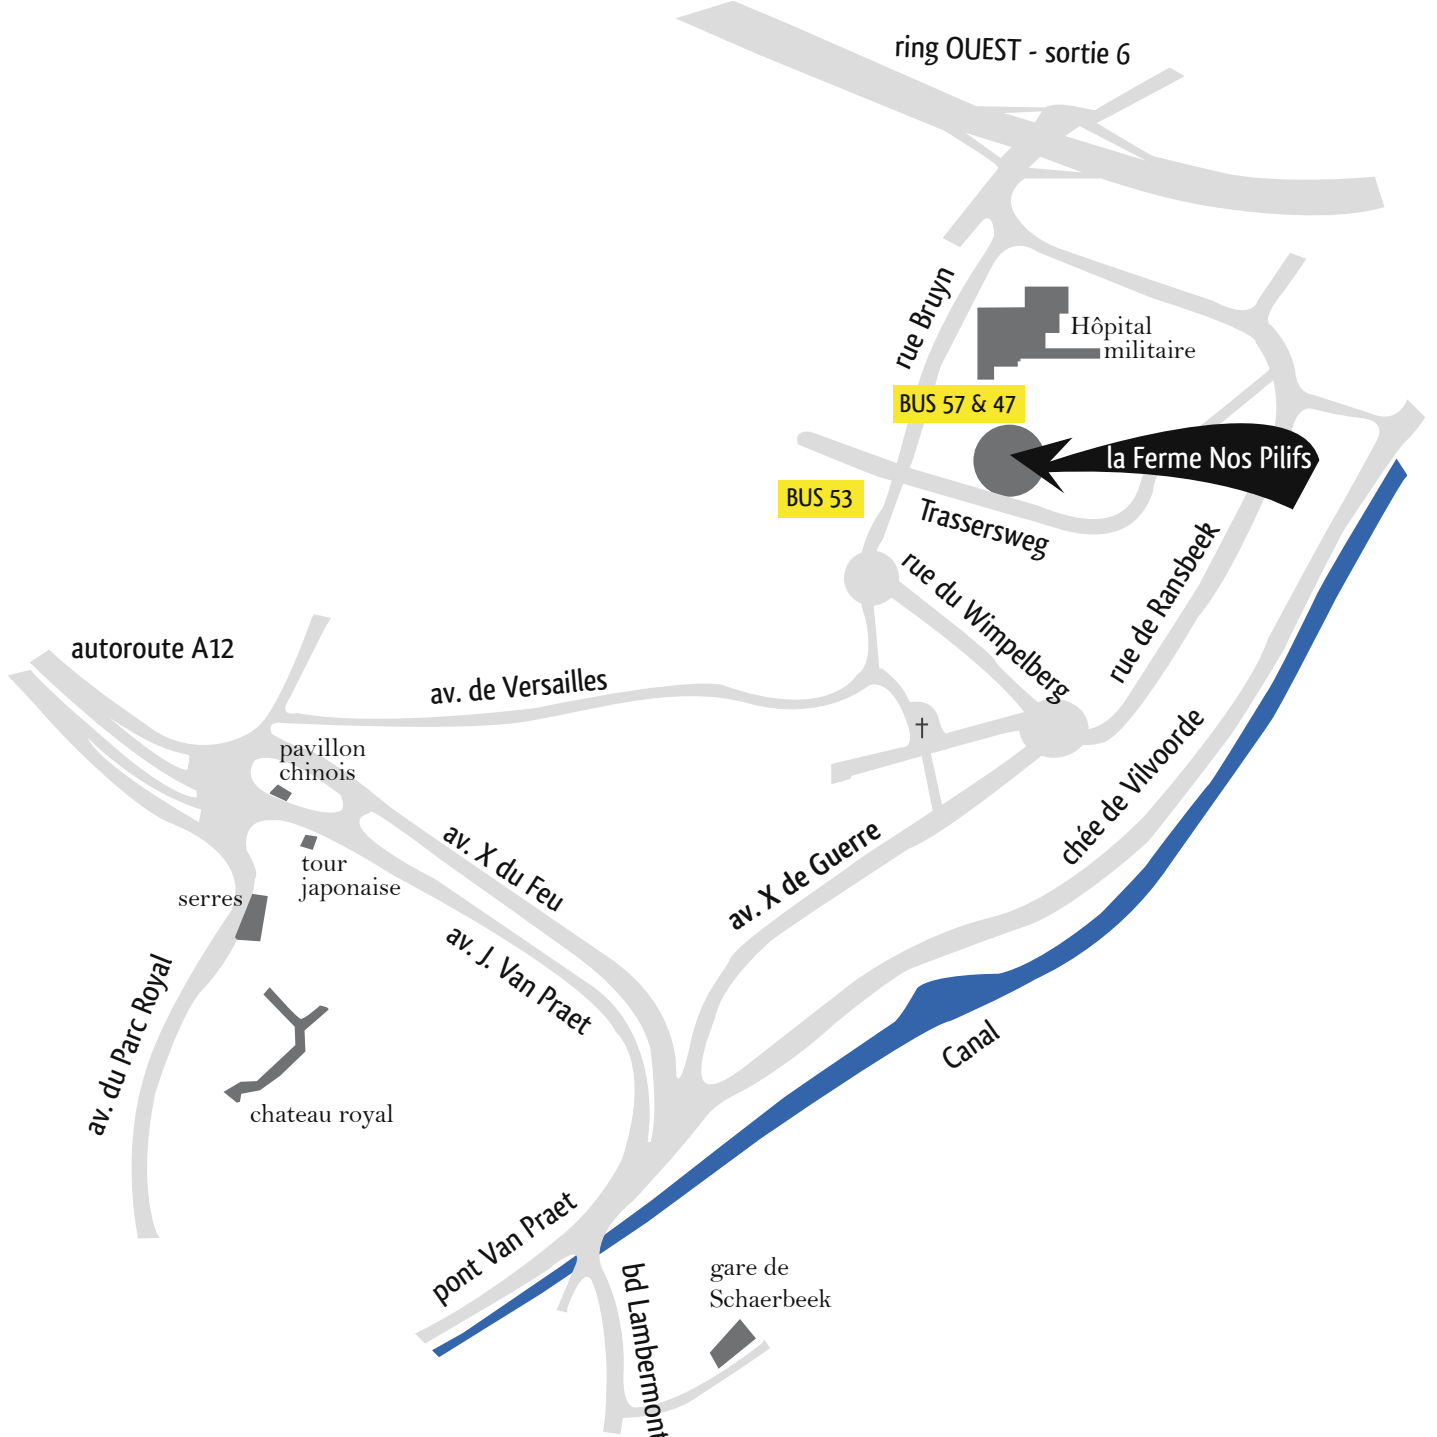 ring OUEST - sortie 6
rue Bruyn
Hôpital
militaire
BUS 57 & 47
la Ferme Nos Pilifs
BUS 53
Trassersweg
rue du Wimpelberg
rue de Ransbeek
autoroute A12
av. de Versailles
pavillon
chinois
chée de Vilvoorde
tour
japonaise
av. X du Feu
av. X de Guerre
serres
av. J. Van Praet
av. du Parc Royal
Canal
chateau royal
pont Van Praet
bd Lambermont
gare de
Schaerbeek